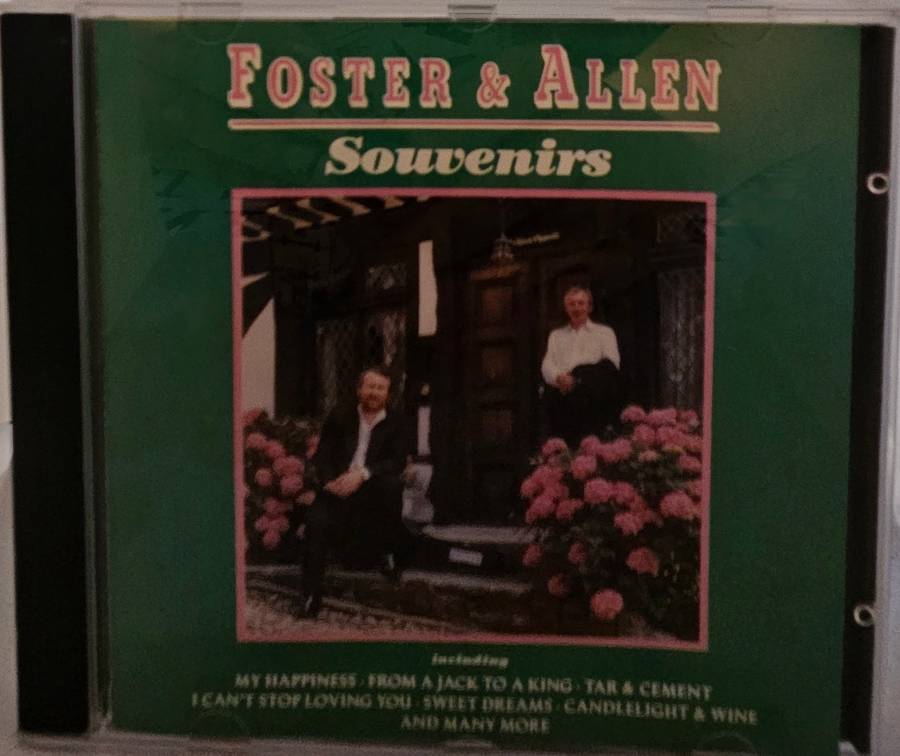 FOSTER & ALLEN
Souvenirs
including
MY HAPPINESS · FROM A JACK TO A KING · TAR & CEMENT
I CAN'T STOP LOVING YOU · SWEET DREAMS · CANDLELIGHT & WINE
AND MANY MORE